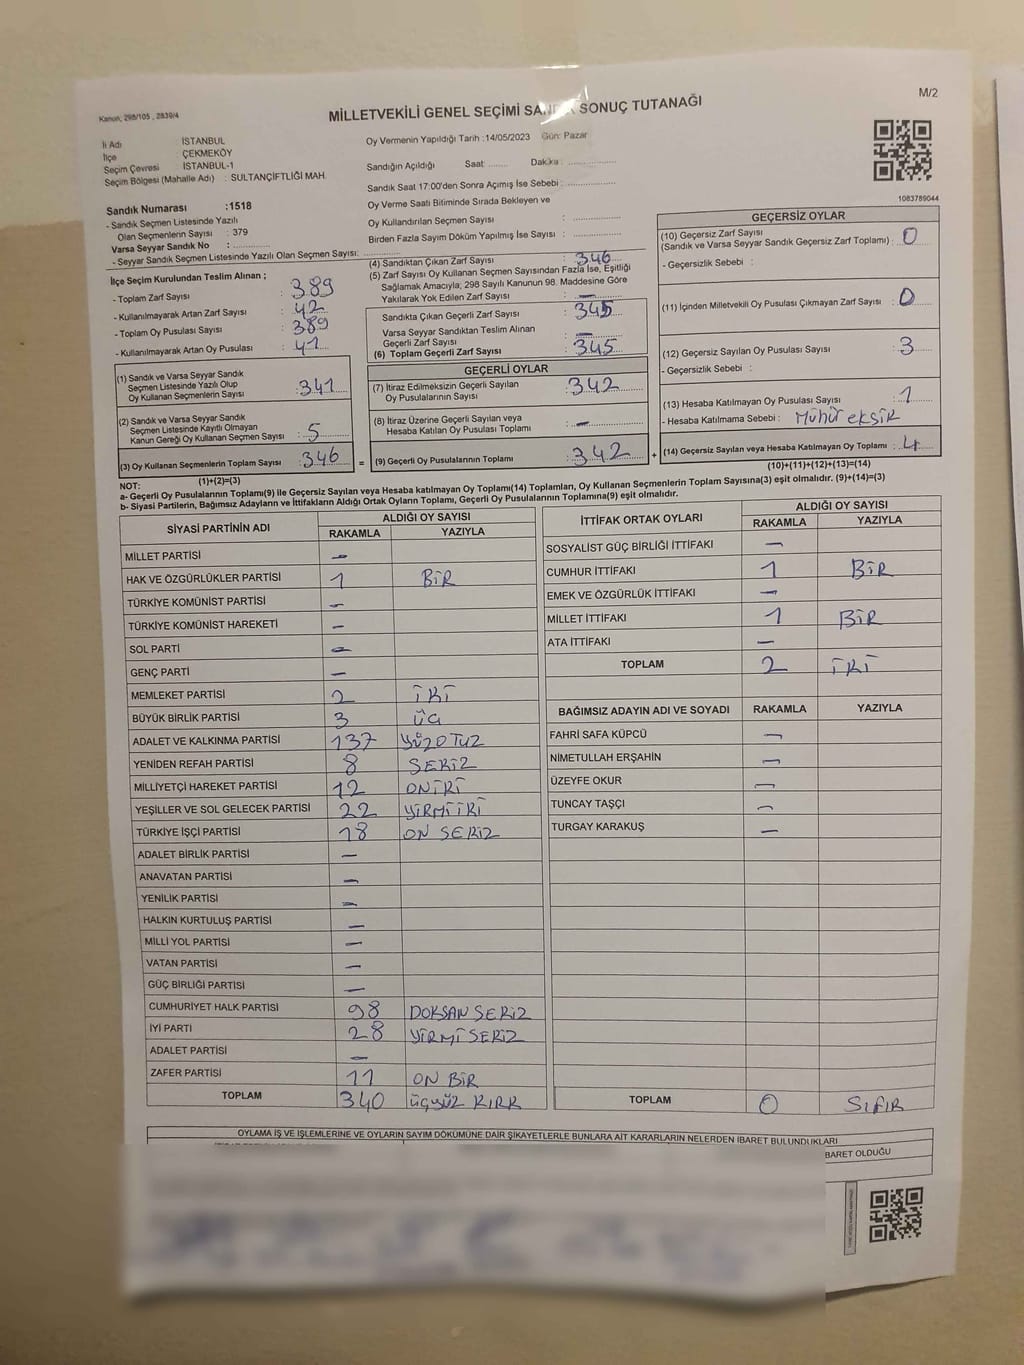 Kanun, 298/105 , 2839/4
MİLLETVEKİLİ GENEL SEÇİMİ SONUÇ TUTANAĞI
M/2
İl Adı : İSTANBUL
İlçe : ÇEKMEKÖY
Seçim Çevresi : İSTANBUL-1
Seçim Bölgesi (Mahalle Adı) : SULTANÇİFTLİĞİ MAH.
Sandık Numarası :1518
- Sandık Seçmen Listesinde Yazılı
Olan Seçmenlerin Sayısı : 379
Varsa Seyyar Sandık No :
- Seyyar Sandık Seçmen Listesinde Yazılı Olan Seçmen Sayısı:
Oy Vermenin Yapıldığı Tarih :14/05/2023 Gün: Pazar
Sandığın Açıldığı Saat: Dakika :
Sandık Saat 17:00'den Sonra Açımış İse Sebebi :
Oy Verme Saati Bitiminde Sırada Bekleyen ve
Oy Kullandırılan Seçmen Sayısı :
Birden Fazla Sayım Döküm Yapılmış İse Sayısı :
1083789044
İlçe Seçim Kurulundan Teslim Alınan ;
- Toplam Zarf Sayısı : 389
- Kullanılmayarak Artan Zarf Sayısı : 42
- Toplam Oy Pusulası Sayısı : 389
- Kullanılmayarak Artan Oy Pusulası : 41
(1) Sandık ve Varsa Seyyar Sandık
Seçmen Listesinde Yazılı Olup
Oy Kullanan Seçmenlerin Sayısı : 341
(2) Sandık ve Varsa Seyyar Sandık
Seçmen Listesinde Kayıtlı Olmayan
Kanun Gereği Oy Kullanan Seçmen Sayısı : 5
(3) Oy Kullanan Seçmenlerin Toplam Sayısı : 346 =
(1)+(2)=(3)
(4) Sandıktan Çıkan Zarf Sayısı : 346
(5) Zarf Sayısı Oy Kullanan Seçmen Sayısından Fazla İse, Eşitliği
Sağlamak Amacıyla; 298 Sayılı Kanunun 98. Maddesine Göre
Yakılarak Yok Edilen Zarf Sayısı : –
Sandıkta Çıkan Geçerli Zarf Sayısı : 345
Varsa Seyyar Sandıktan Teslim Alınan
Geçerli Zarf Sayısı : –
(6) Toplam Geçerli Zarf Sayısı : 345
GEÇERLİ OYLAR
(7) İtiraz Edilmeksizin Geçerli Sayılan
Oy Pusulasının Sayısı : 342
(8) İtiraz Üzerine Geçerli Sayılan veya
Hesaba Katılan Oy Pusulası Toplamı : –
(9) Geçerli Oy Pusulalarının Toplamı : 342 +
GEÇERSİZ OYLAR
(10) Geçersiz Zarf Sayısı
(Sandık ve Varsa Seyyar Sandık Geçersiz Zarf Toplamı) : 0
- Geçersizlik Sebebi :
(11) İçinden Milletvekili Oy Pusulası Çıkmayan Zarf Sayısı : 0
(12) Geçersiz Sayılan Oy Pusulası Sayısı : 3
- Geçersizlik Sebebi :
(13) Hesaba Katılmayan Oy Pusulası Sayısı : 1
- Hesaba Katılmama Sebebi : MÜHÜR EKSİK
(14) Geçersiz Sayılan veya Hesaba Katılmayan Oy Toplamı : 4
(10)+(11)+(12)+(13)=(14)
NOT:
a- Geçerli Oy Pusulalarının Toplamı(9) ile Geçersiz Sayılan veya Hesaba katılmayan Oy Toplamı(14) Toplamları, Oy Kullanan Seçmenlerin Toplam Sayısına(3) eşit olmalıdır. (9)+(14)=(3)
b- Siyasi Partilerin, Bağımsız Adayların ve İttifakların Aldığı Ortak Oyların Toplamı, Geçerli Oy Pusulalarının Toplamına(9) eşit olmalıdır.
SİYASİ PARTİNİN ADI ALDIĞI OY SAYISI
RAKAMLA YAZIYLA
MİLLET PARTİSİ –
HAK VE ÖZGÜRLÜKLER PARTİSİ 1 BİR
TÜRKİYE KOMÜNİST PARTİSİ –
TÜRKİYE KOMÜNİST HAREKETİ –
SOL PARTİ –
GENÇ PARTİ –
MEMLEKET PARTİSİ 2 İKİ
BÜYÜK BİRLİK PARTİSİ 3 ÜÇ
ADALET VE KALKINMA PARTİSİ 137 YÜZOTUZ
YENİDEN REFAH PARTİSİ 8 SEKİZ
MİLLİYETÇİ HAREKET PARTİSİ 12 ONİKİ
YEŞİLLER VE SOL GELECEK PARTİSİ 22 YİRMİ İKİ
TÜRKİYE İŞÇİ PARTİSİ 18 ON SEKİZ
ADALET BİRLİK PARTİSİ –
ANAVATAN PARTİSİ –
YENİLİK PARTİSİ –
HALKIN KURTULUŞ PARTİSİ –
MİLLİ YOL PARTİSİ –
VATAN PARTİSİ –
GÜÇ BİRLİĞİ PARTİSİ –
CUMHURİYET HALK PARTİSİ 98 DOKSAN SEKİZ
İYİ PARTİ 28 YİRMİ SEKİZ
ADALET PARTİSİ –
ZAFER PARTİSİ 11 ON BİR
TOPLAM 340 ÜÇYÜZ KIRK
İTTİFAK ORTAK OYLARI ALDIĞI OY SAYISI
RAKAMLA YAZIYLA
SOSYALİST GÜÇ BİRLİĞİ İTTİFAKI –
CUMHUR İTTİFAKI 1 BİR
EMEK VE ÖZGÜRLÜK İTTİFAKI –
MİLLET İTTİFAKI 1 BİR
ATA İTTİFAKI –
TOPLAM 2 İKİ
BAĞIMSIZ ADAYIN ADI VE SOYADI RAKAMLA YAZIYLA
FAHRİ SAFA KÜPCÜ –
NİMETULLAH ERŞAHİN –
ÜZEYFE OKUR –
TUNCAY TAŞÇI –
TURGAY KARAKUŞ –
TOPLAM 0 SIFIR
OYLAMA İŞ VE İŞLEMLERİNE VE OYLARIN SAYIM DÖKÜMÜNE DAİR ŞİKAYETLERLE BUNLARA AİT KARARLARIN NELERDEN İBARET BULUNDUKLARI
BARET OLDUĞU